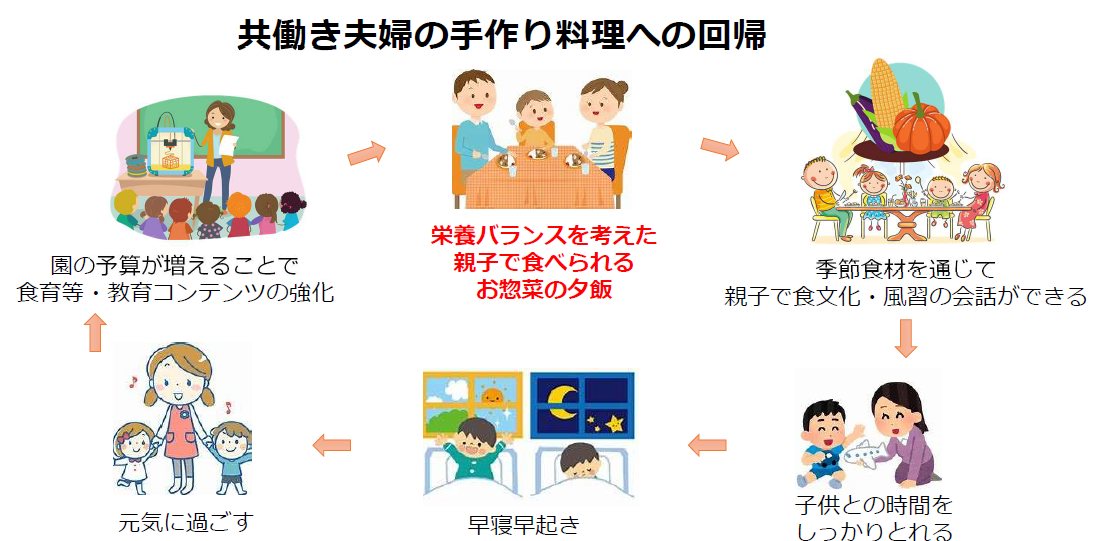 共働き夫婦の手作り料理への回帰
園の予算が増えることで
食育等・教育コンテンツの強化
栄養バランスを考えた
親子で食べられる
お惣菜の夕飯
季節食材を通じて
親子で食文化・風習の会話ができる
子供との時間を
しっかりとれる
早寝早起き
元気に過ごす